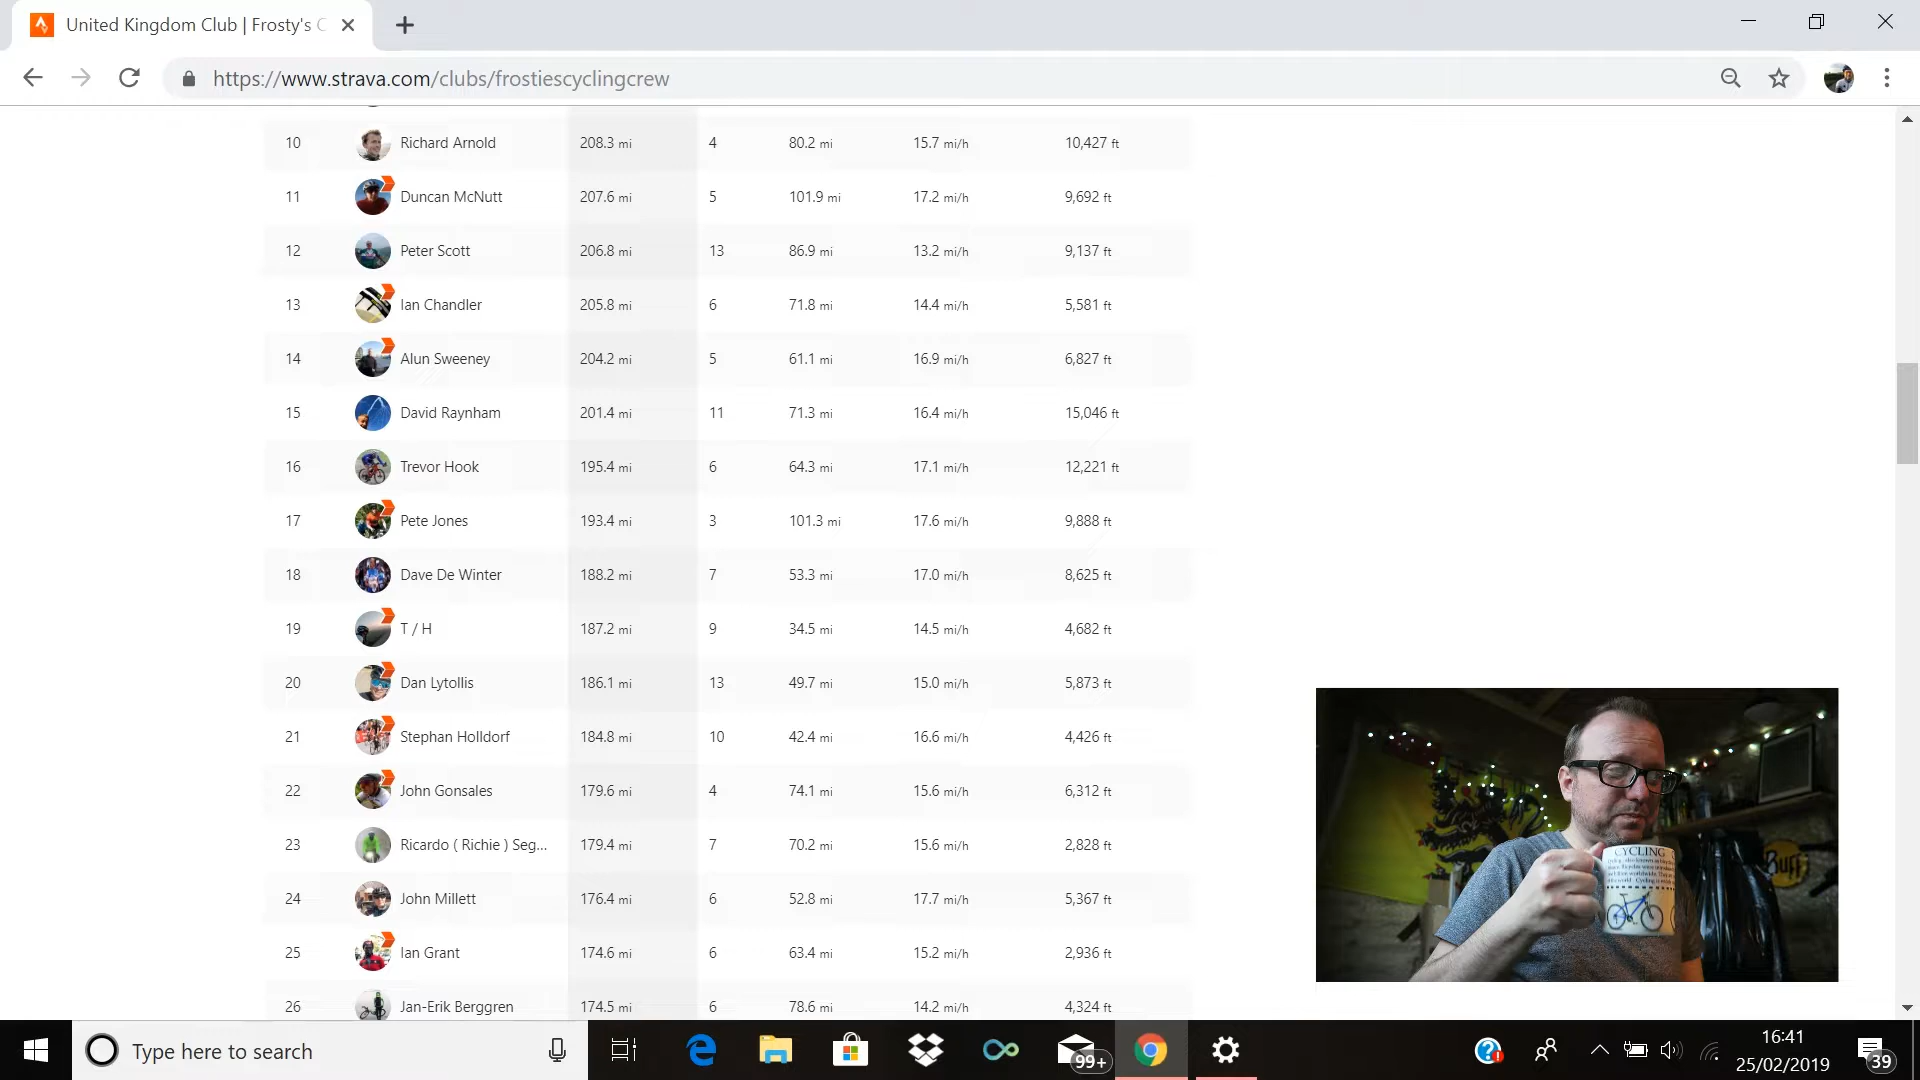 United Kingdom Club | Frosty's C
https://www.strava.com/clubs/frostiescyclingcrew
10 Richard Arnold 208.3 mi 4 80.2 mi 15.7 mi/h 10,427 ft
11 Duncan McNutt 207.6 mi 5 101.9 mi 17.2 mi/h 9,692 ft
12 Peter Scott 206.8 mi 13 86.9 mi 13.2 mi/h 9,137 ft
13 Ian Chandler 205.8 mi 6 71.8 mi 14.4 mi/h 5,581 ft
14 Alun Sweeney 204.2 mi 5 61.1 mi 16.9 mi/h 6,827 ft
15 David Raynham 201.4 mi 11 71.3 mi 16.4 mi/h 15,046 ft
16 Trevor Hook 195.4 mi 6 64.3 mi 17.1 mi/h 12,221 ft
17 Pete Jones 193.4 mi 3 101.3 mi 17.6 mi/h 9,888 ft
18 Dave De Winter 188.2 mi 7 53.3 mi 17.0 mi/h 8,625 ft
19 T / H 187.2 mi 9 34.5 mi 14.5 mi/h 4,682 ft
20 Dan Lytollis 186.1 mi 13 49.7 mi 15.0 mi/h 5,873 ft
21 Stephan Holldorf 184.8 mi 10 42.4 mi 16.6 mi/h 4,426 ft
22 John Gonsales 179.6 mi 4 74.1 mi 15.6 mi/h 6,312 ft
23 Ricardo ( Richie ) Seg... 179.4 mi 7 70.2 mi 15.6 mi/h 2,828 ft
24 John Millett 176.4 mi 6 52.8 mi 17.7 mi/h 5,367 ft
25 Ian Grant 174.6 mi 6 63.4 mi 15.2 mi/h 2,936 ft
26 Jan-Erik Berggren 174.5 mi 6 78.6 mi 14.2 mi/h 4,324 ft
CYCLING
BUFF
Type here to search
99+
16:41
25/02/2019
39